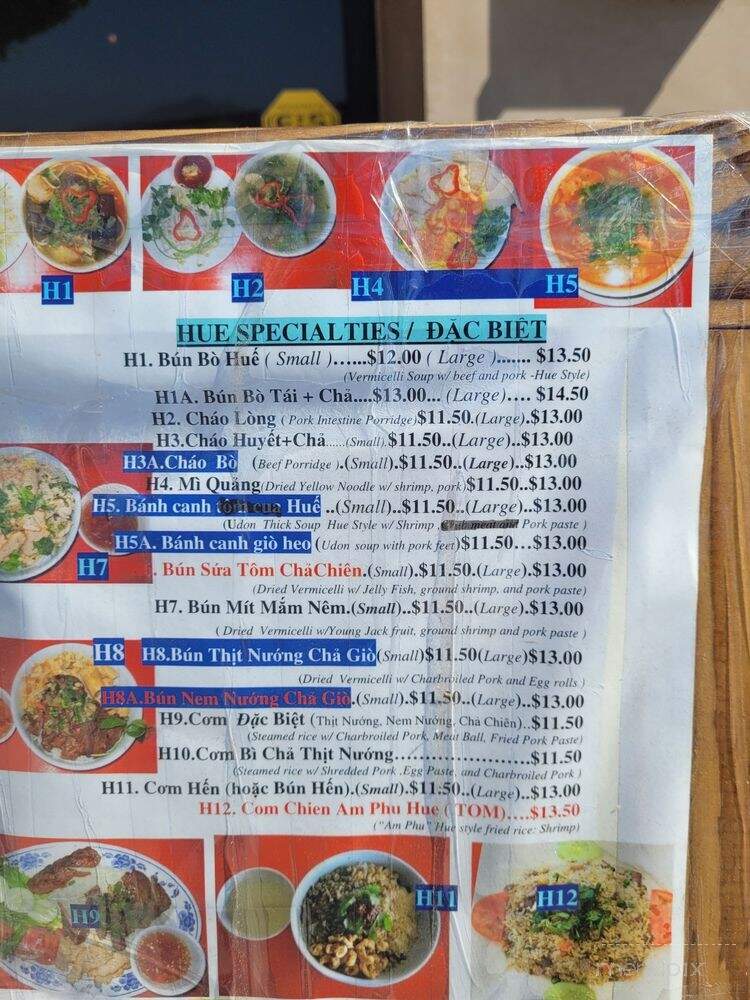 H1
H2
H4
H5
HUE SPECIALTIES / ĐẶC BIỆT
H1. Bún Bò Huế ( Small )......$12.00 ( Large )....... $13.50
(Vermicelli Soup w/ beef and pork -Hue Style)
H1A. Bún Bò Tái + Chả....$13.00... (Large).... $14.50
H2. Cháo Lòng ( Pork Intestine Porridge)$11.50.(Large).$13.00
H3.Cháo Huyết+Chả......(Small).$11.50..(Large)..$13.00
H3A.Cháo Bò (Beef Porridge ).(Small).$11.50..(Large)..$13.00
H4. Mì Quảng(Dried Yellow Noodle w/ shrimp, pork)$11.50..$13.00
H5. Bánh canh Huế ..(Small)..$11.50..(Large)..$13.00
(Udon Thick Soup Hue Style w/ Shrimp , meat and Pork paste )
H5A. Bánh canh giò heo (Udon soup with pork feet)$11.50...$13.00
H7
. Bún Sứa Tôm ChảChiên.(Small).$11.50.(Large).$13.00
(Dried Vermicelli w/ Jelly Fish, ground shrimp, and pork paste)
H7. Bún Mít Mắm Nêm.(Small)..$11.50..(Large)..$13.00
( Dried Vermicelli w/Young Jack fruit, ground shrimp and pork paste )
H8
H8.Bún Thịt Nướng Chả Giò(Small)$11.50(Large)$13.00
(Dried Vermicelli w/ Charbroiled Pork and Egg rolls )
H8A.Bún Nem Nướng Chả Giò.(Small)..$11.50..(Large)..$13.00
H9.Cơm Đặc Biệt (Thịt Nướng, Nem Nướng, Chả Chiên)..$11.50
(Steamed rice w/ Charbroiled Pork, Meat Ball, Fried Pork Paste)
H10.Cơm Bì Chả Thịt Nướng.....................$11.50
(Steamed rice w/ Shredded Pork ,Egg Paste, and Charbroiled Pork )
H11. Cơm Hến (hoặc Bún Hến).(Small).$11.50..(Large)..$13.00
H12. Com Chien Am Phu Hue ( TOM)....$13.50
("Am Phu" Hue style fried rice: Shrimp)
H9
H11
H12